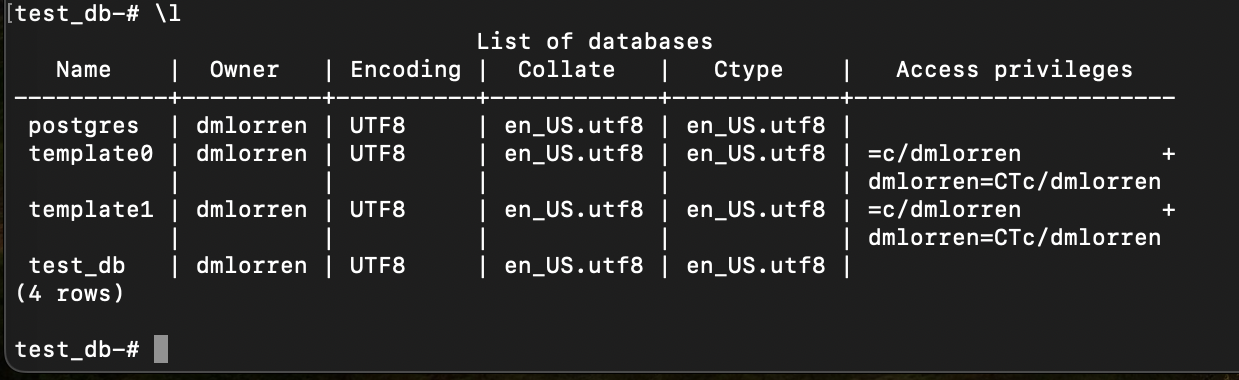 [test_db-# \l
                                 List of databases
   Name    |  Owner   | Encoding |  Collate   |   Ctype    |   Access privileges
-----------+----------+----------+------------+------------+-----------------------
 postgres  | dmlorren | UTF8     | en_US.utf8 | en_US.utf8 |
 template0 | dmlorren | UTF8     | en_US.utf8 | en_US.utf8 | =c/dmlorren          +
           |          |          |            |            | dmlorren=CTc/dmlorren
 template1 | dmlorren | UTF8     | en_US.utf8 | en_US.utf8 | =c/dmlorren          +
           |          |          |            |            | dmlorren=CTc/dmlorren
 test_db   | dmlorren | UTF8     | en_US.utf8 | en_US.utf8 |
(4 rows)
test_db-#